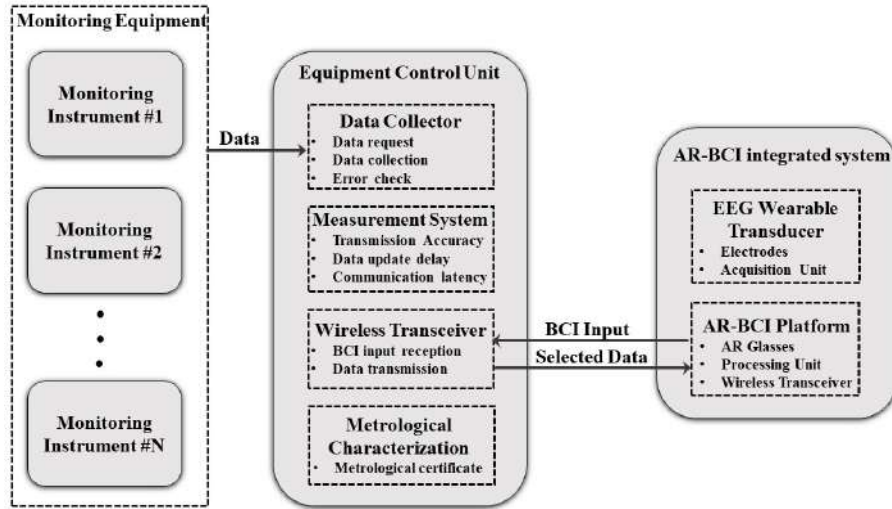 Monitoring Equipment
Monitoring
Instrument #1
Monitoring
Instrument #2
Monitoring
Instrument #N
Data
Equipment Control Unit
Data Collector
• Data request
• Data collection
• Error check
Measurement System
• Transmission Accuracy
• Data update delay
• Communication latency
Wireless Transceiver
• BCI input reception
• Data transmission
Metrological
Characterization
• Metrological certificate
BCI Input
Selected Data
AR-BCI integrated system
EEG Wearable
Transducer
• Electrodes
• Acquisition Unit
AR-BCI Platform
• AR Glasses
• Processing Unit
• Wireless Transceiver